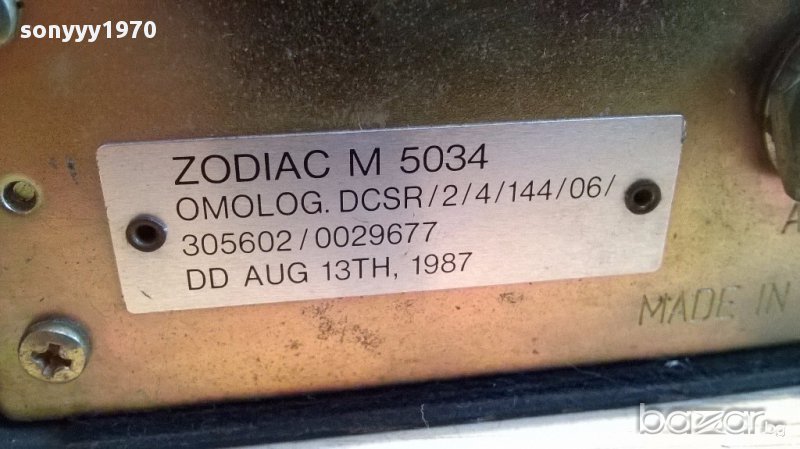 sonyyy1970
ZODIAC M 5034
OMOLOG. DCSR/2/4/144/06/
305602/0029677
DD AUG 13TH, 1987
MADE IN
bazar.bg